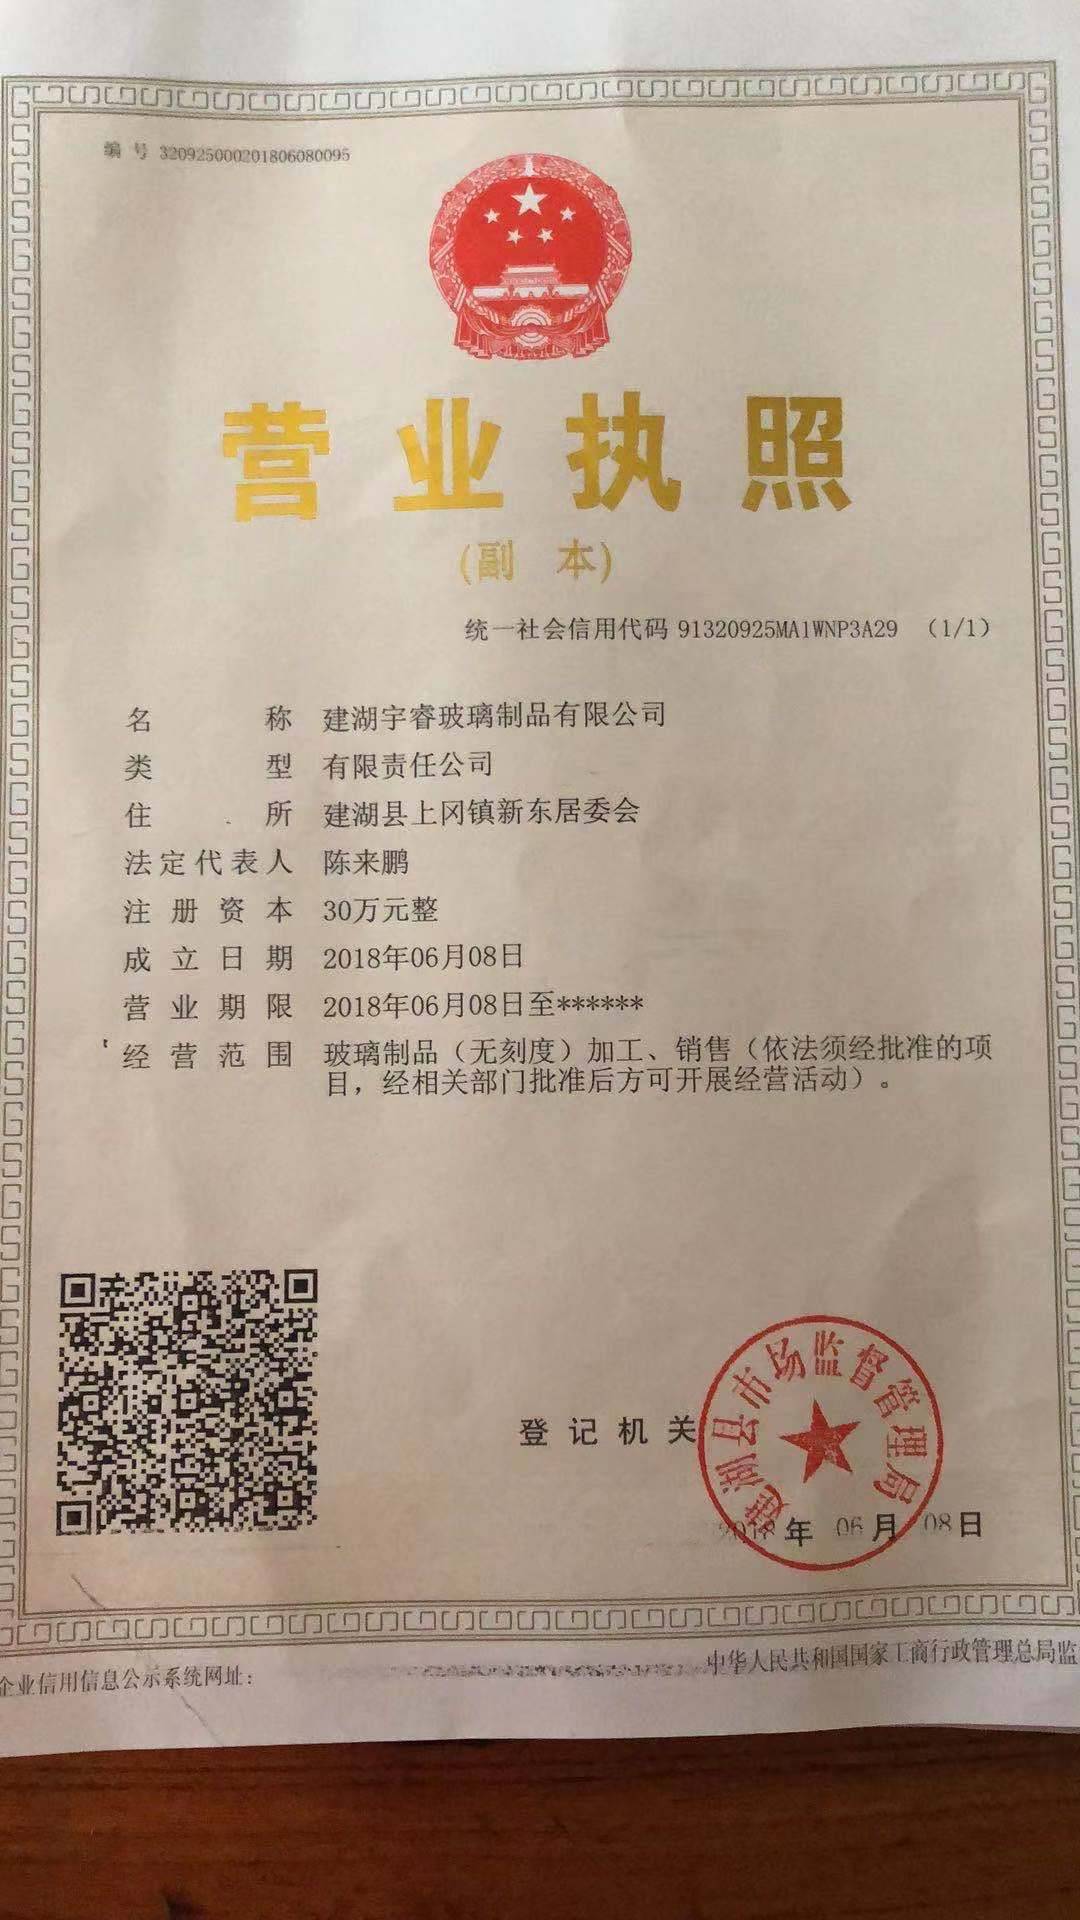 编 号 320925000201806080095
营业执照
(副 本)
统一社会信用代码 91320925MA1WNP3A29 （1/1）
名 称 建湖宇睿玻璃制品有限公司
类 型 有限责任公司
住 所 建湖县上冈镇新东居委会
法定代表人 陈来鹏
注册资本 30万元整
成立日期 2018年06月08日
营业期限 2018年06月08日至******
经营范围 玻璃制品（无刻度）加工、销售（依法须经批准的项
目，经相关部门批准后方可开展经营活动）。
登记机关
建湖县市场监督管理局
2018 年 06 月 08 日
企业信用信息公示系统网址：
中华人民共和国国家工商行政管理总局监